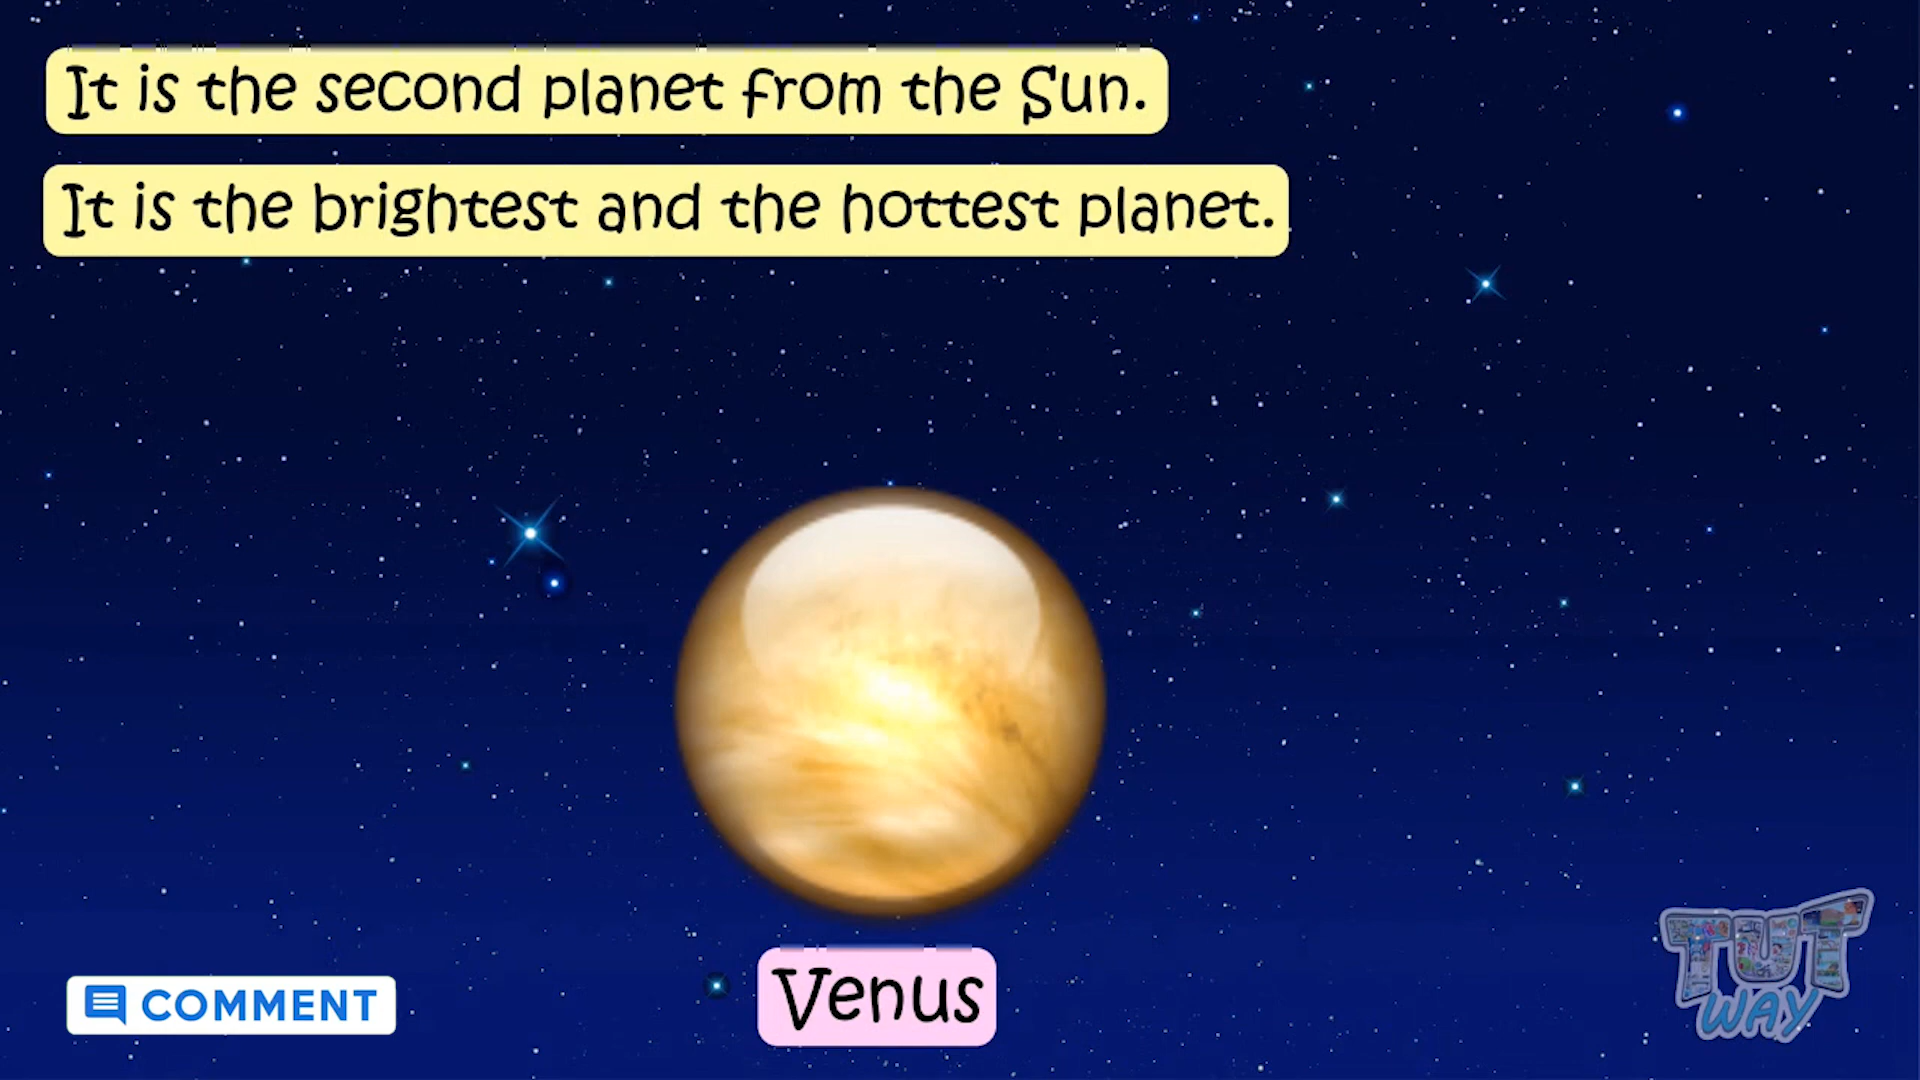 It is the second planet from the Sun.
It is the brightest and the hottest planet.
Venus
COMMENT
TUT
WAY